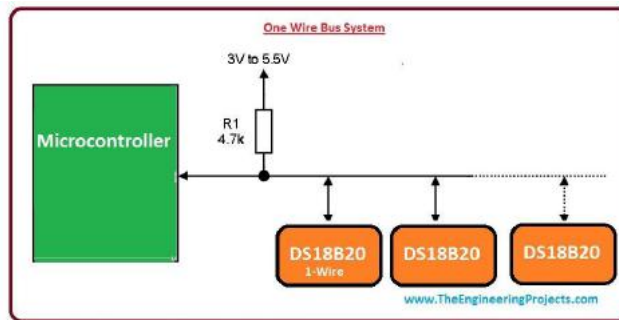 One Wire Bus System
3V to 5.5V
Microcontroller
R1
4.7k
DS18B20
1-Wire
DS18B20
DS18B20
www.TheEngineeringProjects.com